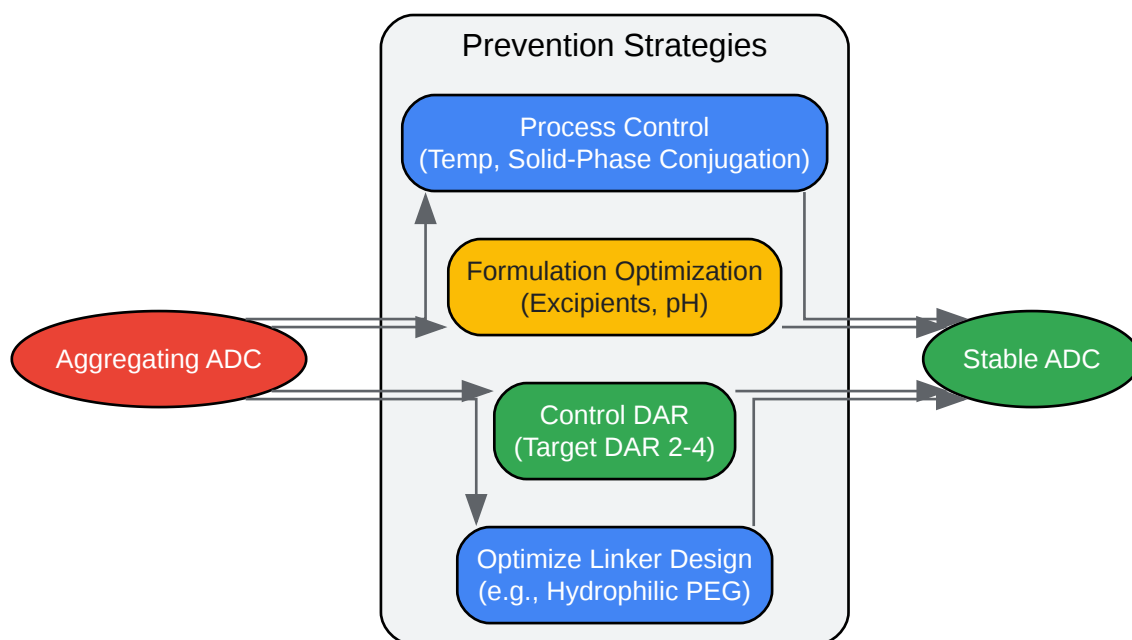 Prevention Strategies
Process Control
(Temp, Solid-Phase Conjugation)
Formulation Optimization
(Excipients, pH)
Aggregating ADC
Stable ADC
Control DAR
(Target DAR 2-4)
Optimize Linker Design
(e.g., Hydrophilic PEG)